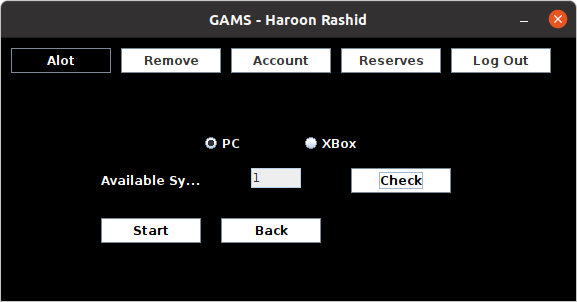 GAMS - Haroon Rashid
Alot Remove Account Reserves Log Out
PC XBox
Available Sy... 1 Check
Start Back